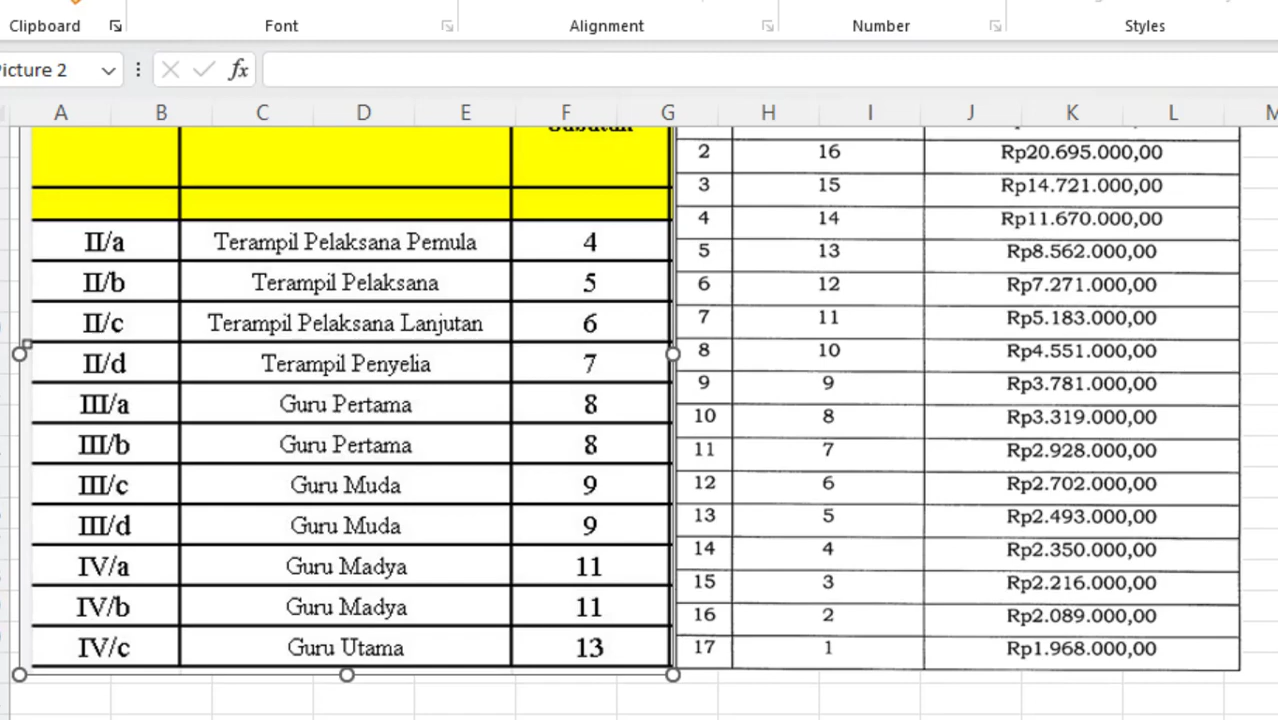 Clipboard Font Alignment Number Styles
Picture 2 fx
A B C D E F G H I J K L M
2 16 Rp20.695.000,00
3 15 Rp14.721.000,00
4 14 Rp11.670.000,00
II/a Terampil Pelaksana Pemula 4
5 13 Rp8.562.000,00
II/b Terampil Pelaksana 5
6 12 Rp7.271.000,00
II/c Terampil Pelaksana Lanjutan 6
7 11 Rp5.183.000,00
II/d Terampil Penyelia 7
8 10 Rp4.551.000,00
III/a Guru Pertama 8
9 9 Rp3.781.000,00
10 8 Rp3.319.000,00
III/b Guru Pertama 8
11 7 Rp2.928.000,00
III/c Guru Muda 9
12 6 Rp2.702.000,00
III/d Guru Muda 9
13 5 Rp2.493.000,00
14 4 Rp2.350.000,00
IV/a Guru Madya 11
15 3 Rp2.216.000,00
IV/b Guru Madya 11
16 2 Rp2.089.000,00
IV/c Guru Utama 13
17 1 Rp1.968.000,00